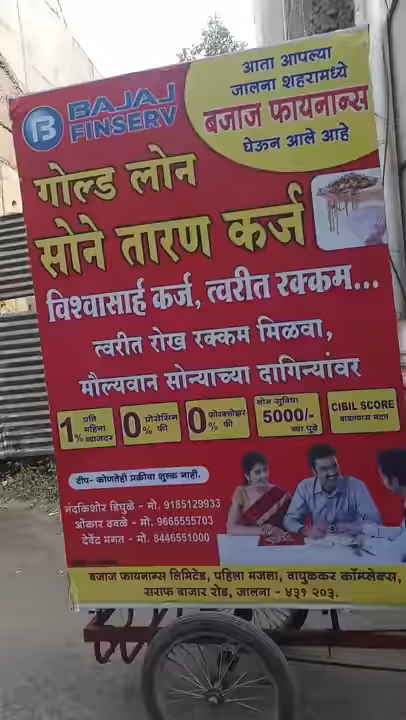 BAJAJ
FINSERV
आता आपल्या
जालना शहरामध्ये
बजाज फायनान्स
घेऊन आले आहे
गोल्ड लोन
सोने तारण कर्ज
विश्वासार्ह कर्ज, त्वरीत रक्कम...
त्वरीत रोख रक्कम मिळवा,
मौल्यवान सोन्याच्या दागिन्यांवर
1% प्रति महिना व्याजदर
0% प्रोसेसिंग फी
0% फोरक्लोझर फी
लोन सुविधा 5000/- च्या पुढे
CIBIL SCORE वाढण्यास मदत
टीप- कोणतेही प्रक्रीया शुल्क नाही.
नंदकिशोर हिघुळे - मो. 9185129933
ओंकार ढवळे - मो. 9665555703
देवेंद्र मगत - मो. 8446551000
बजाज फायनान्स लिमिटेड, पहिला मजला, वापुळकर कॉम्प्लेक्स,
सराफ बाजार रोड, जालना - ४३१ २०३.